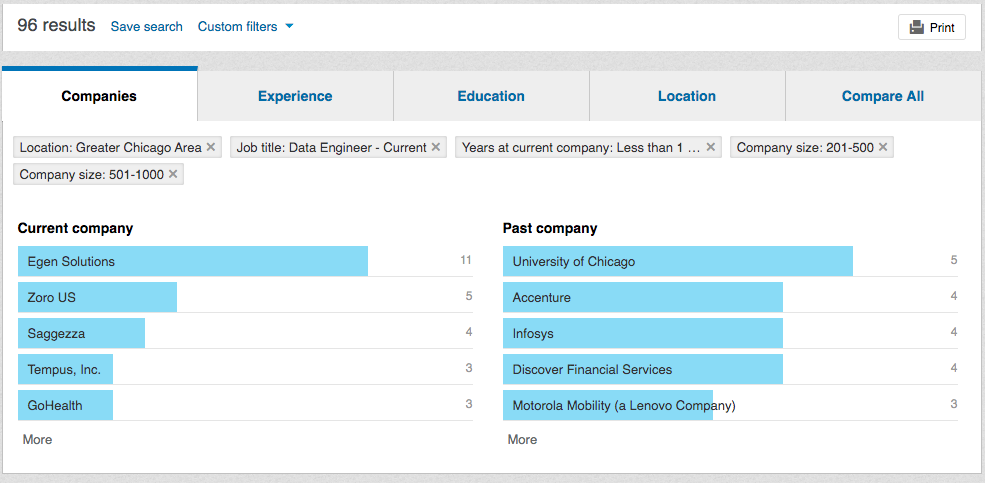 96 results Save search Custom filters Print
Companies Experience Education Location Compare All
Location: Greater Chicago Area × Job title: Data Engineer - Current × Years at current company: Less than 1 ... × Company size: 201-500 ×
Company size: 501-1000 ×
Current company
Egen Solutions 11
Zoro US 5
Saggezza 4
Tempus, Inc. 3
GoHealth 3
More
Past company
University of Chicago 5
Accenture 4
Infosys 4
Discover Financial Services 4
Motorola Mobility (a Lenovo Company) 3
More